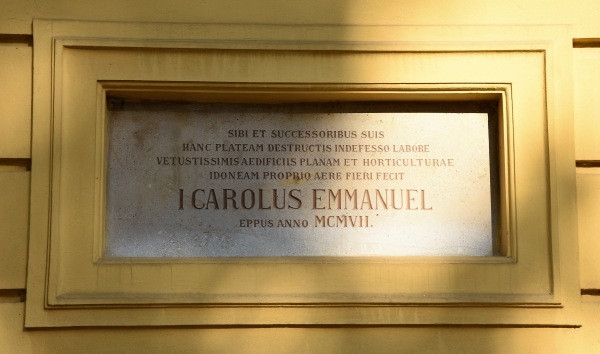 SIBI ET SUCCESSORIBUS SUIS
HANC PLATEAM DESTRUCTIS INDEFESSO LABORE
VETUSTISSIMIS AEDIFICIIS PLANAM ET HORTICULTURAE
IDONEAM PROPRIO AERE FIERI FECIT
I CAROLUS EMMANUEL
EPPUS ANNO MCMVII.